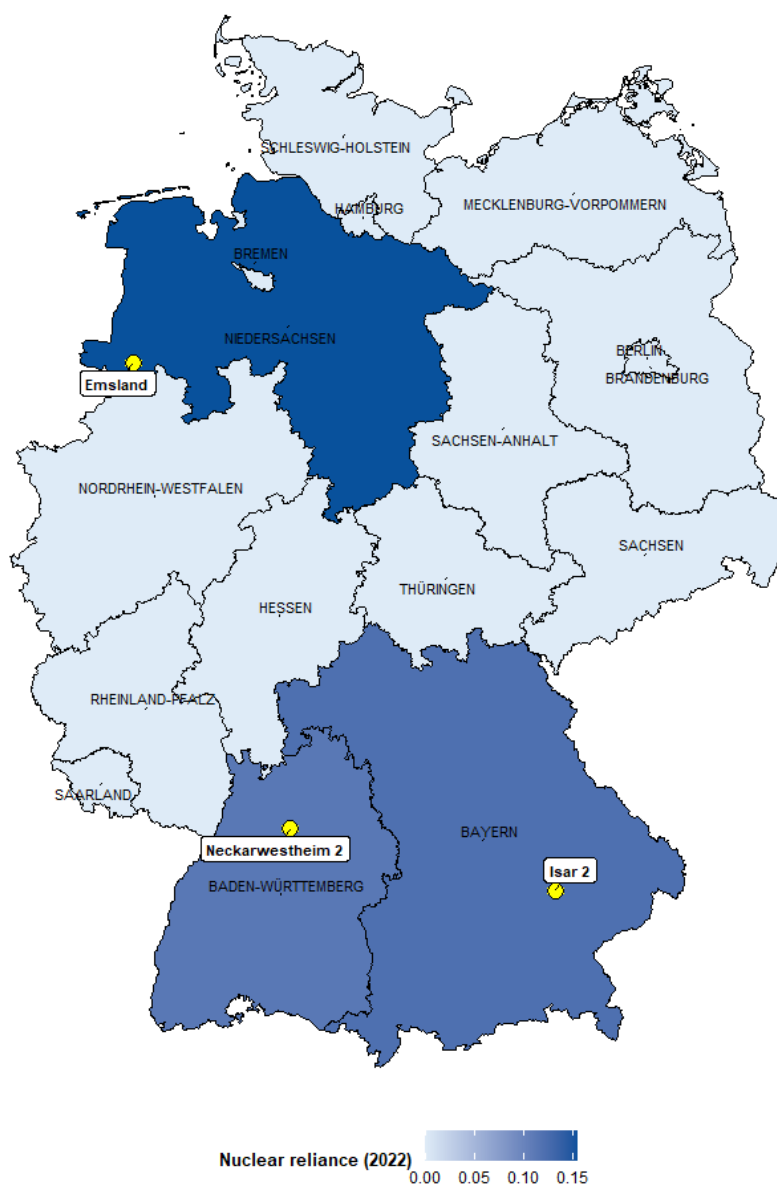 SCHLESWIG-HOLSTEIN
HAMBURG
MECKLENBURG-VORPOMMERN
BREMEN
NIEDERSACHSEN
BERLIN
Emsland
BRANDENBURG
SACHSEN-ANHALT
NORDRHEIN-WESTFALEN
SACHSEN
THÜRINGEN
HESSEN
RHEINLAND-PFALZ
SAARLAND
BAYERN
Neckarwestheim 2
Isar 2
BADEN-WÜRTTEMBERG
Nuclear reliance (2022)
0.00 0.05 0.10 0.15